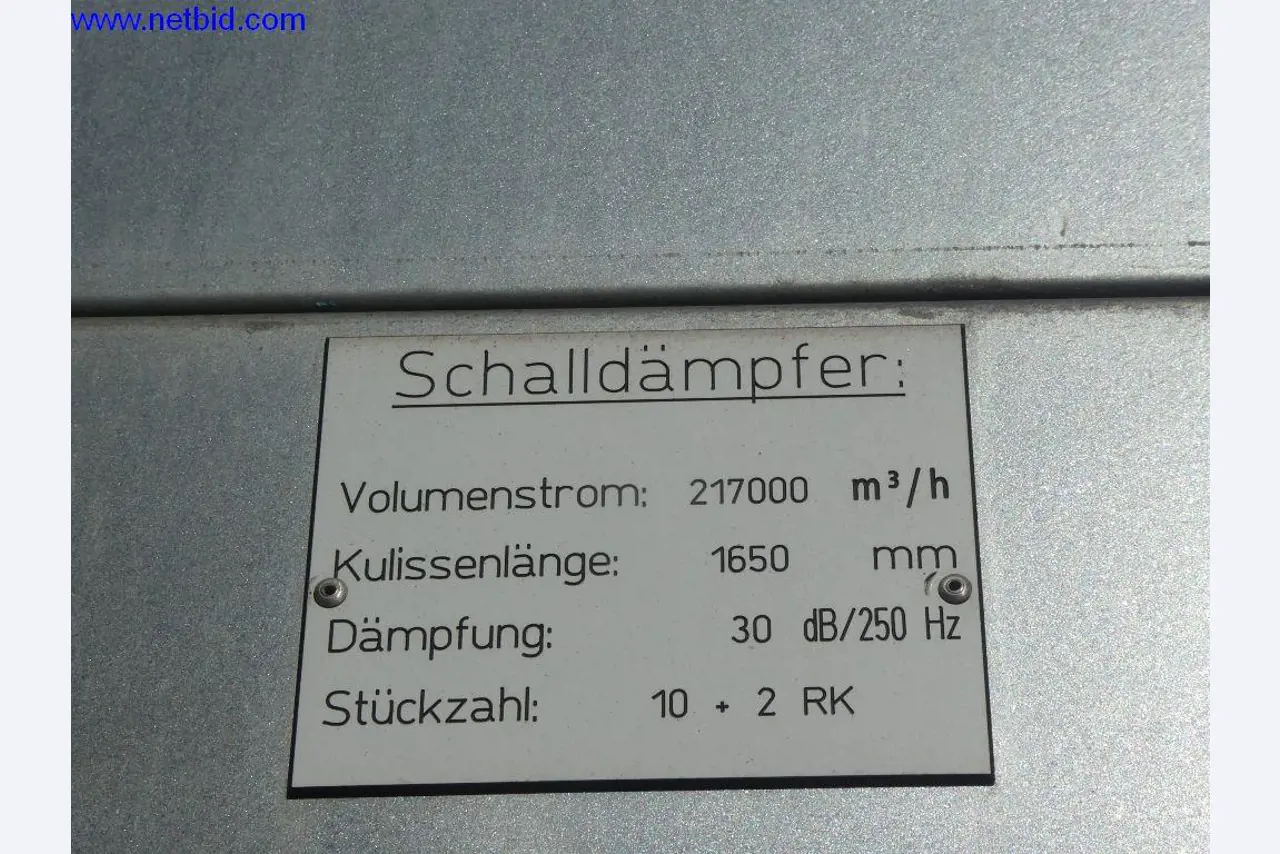 www.netbid.com
Schalldämpfer:
Volumenstrom: 217000 m³/h
Kulissenlänge: 1650 mm
Dämpfung: 30 dB/250 Hz
Stückzahl: 10 + 2 RK